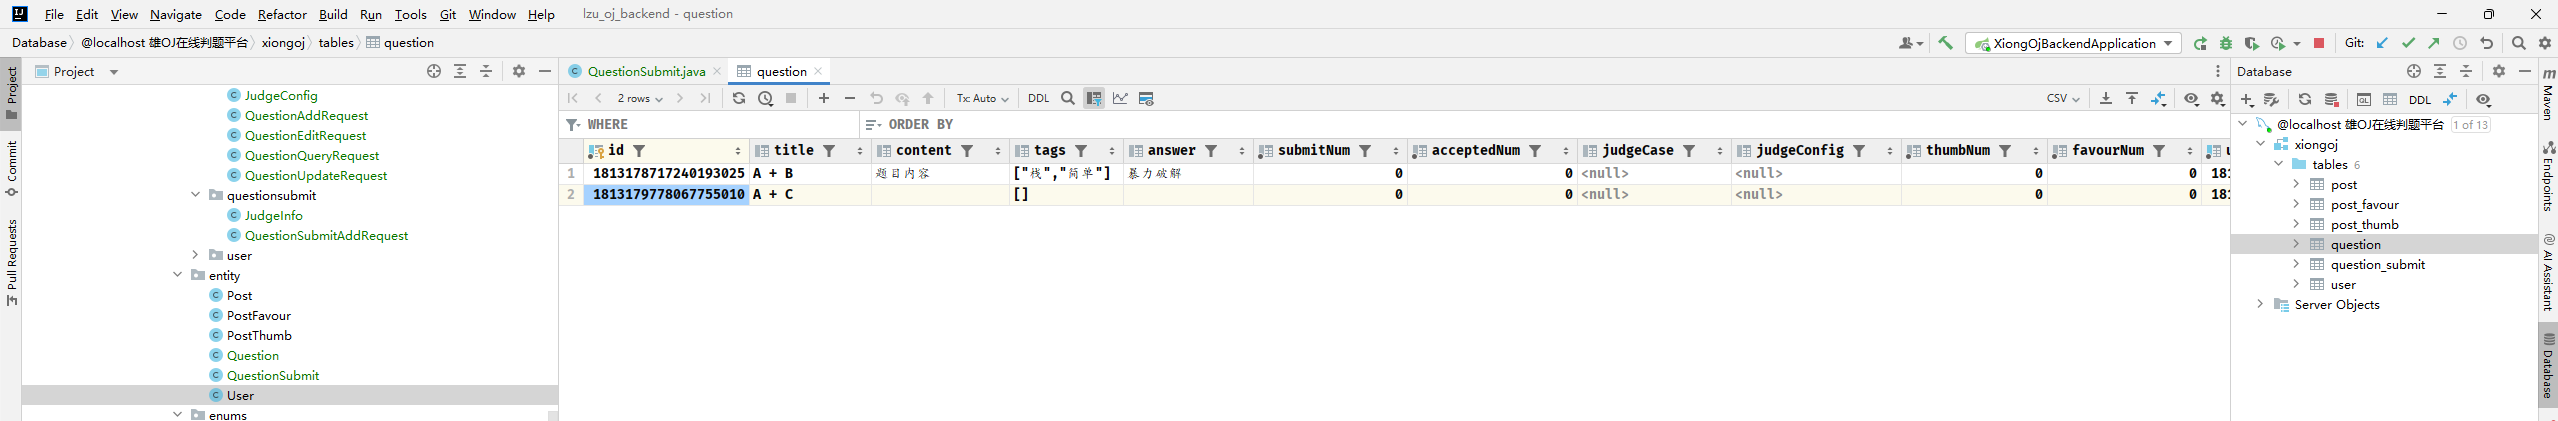 File Edit View Navigate Code Refactor Build Run Tools Git Window Help lzu_oj_backend - question
Database @localhost 雄OJ在线判题平台 xiongoj tables question XiongOjBackendApplication Git:
Project
Commit
Pull Requests
Project
JudgeConfig
QuestionAddRequest
QuestionEditRequest
QuestionQueryRequest
QuestionUpdateRequest
questionsubmit
JudgeInfo
QuestionSubmitAddRequest
user
entity
Post
PostFavour
PostThumb
Question
QuestionSubmit
User
enums
QuestionSubmit.java question
2 rows Tx: Auto DDL CSV
WHERE ORDER BY
id title content tags answer submitNum acceptedNum judgeCase judgeConfig thumbNum favourNum u
1 1813178717240193025 A + B 题目内容 ["栈","简单"] 暴力破解 0 0 <null> <null> 0 0 181
2 1813179778067755010 A + C [] 0 0 <null> <null> 0 0 181
Database
DDL
@localhost 雄OJ在线判题平台 1 of 13
xiongoj
tables 6
post
post_favour
post_thumb
question
question_submit
user
Server Objects
Maven
Endpoints
AI Assistant
Database